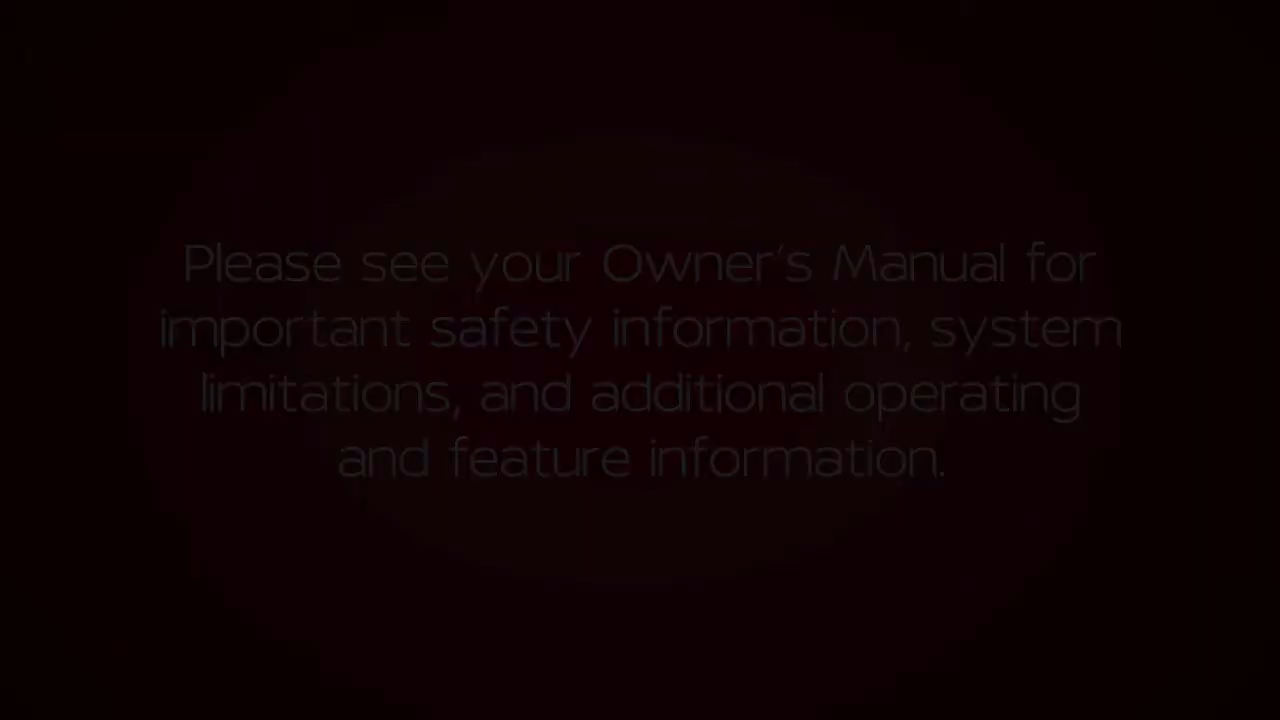 Please see your Owner's Manual for
important safety information, system
limitations, and additional operating
and feature information.